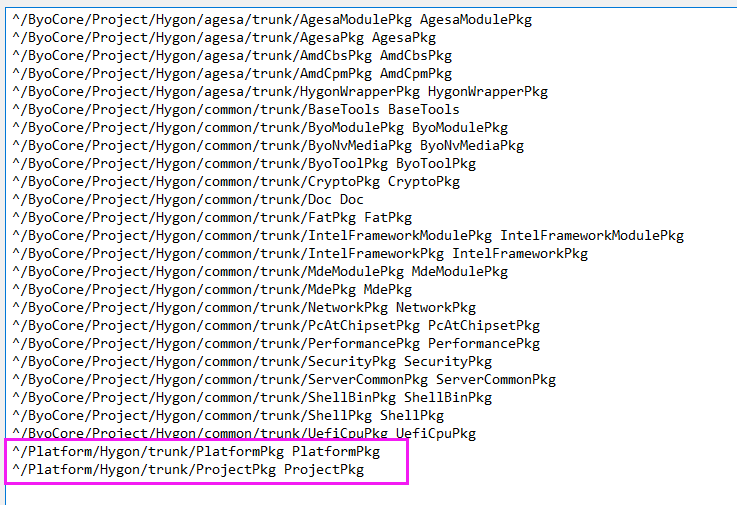 ^/ByoCore/Project/Hygon/agesa/trunk/AgesaModulePkg AgesaModulePkg
^/ByoCore/Project/Hygon/agesa/trunk/AgesaPkg AgesaPkg
^/ByoCore/Project/Hygon/agesa/trunk/AmdCbsPkg AmdCbsPkg
^/ByoCore/Project/Hygon/agesa/trunk/AmdCpmPkg AmdCpmPkg
^/ByoCore/Project/Hygon/agesa/trunk/HygonWrapperPkg HygonWrapperPkg
^/ByoCore/Project/Hygon/common/trunk/BaseTools BaseTools
^/ByoCore/Project/Hygon/common/trunk/ByoModulePkg ByoModulePkg
^/ByoCore/Project/Hygon/common/trunk/ByoNvMediaPkg ByoNvMediaPkg
^/ByoCore/Project/Hygon/common/trunk/ByoToolPkg ByoToolPkg
^/ByoCore/Project/Hygon/common/trunk/CryptoPkg CryptoPkg
^/ByoCore/Project/Hygon/common/trunk/Doc Doc
^/ByoCore/Project/Hygon/common/trunk/FatPkg FatPkg
^/ByoCore/Project/Hygon/common/trunk/IntelFrameworkModulePkg IntelFrameworkModulePkg
^/ByoCore/Project/Hygon/common/trunk/IntelFrameworkPkg IntelFrameworkPkg
^/ByoCore/Project/Hygon/common/trunk/MdeModulePkg MdeModulePkg
^/ByoCore/Project/Hygon/common/trunk/MdePkg MdePkg
^/ByoCore/Project/Hygon/common/trunk/NetworkPkg NetworkPkg
^/ByoCore/Project/Hygon/common/trunk/PcAtChipsetPkg PcAtChipsetPkg
^/ByoCore/Project/Hygon/common/trunk/PerformancePkg PerformancePkg
^/ByoCore/Project/Hygon/common/trunk/SecurityPkg SecurityPkg
^/ByoCore/Project/Hygon/common/trunk/ServerCommonPkg ServerCommonPkg
^/ByoCore/Project/Hygon/common/trunk/ShellBinPkg ShellBinPkg
^/ByoCore/Project/Hygon/common/trunk/ShellPkg ShellPkg
^/ByoCore/Project/Hygon/common/trunk/UefiCpuPkg UefiCpuPkg
^/Platform/Hygon/trunk/PlatformPkg PlatformPkg
^/Platform/Hygon/trunk/ProjectPkg ProjectPkg